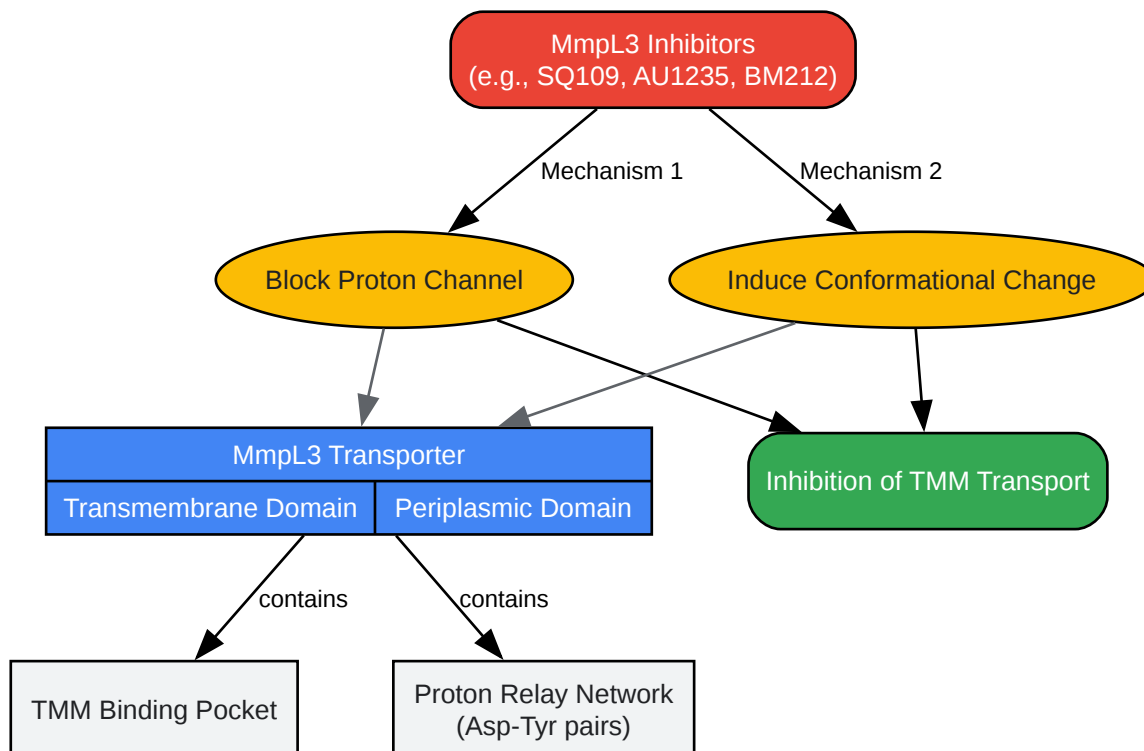 MmpL3 Inhibitors
(e.g., SQ109, AU1235, BM212)
Mechanism 1
Mechanism 2
Block Proton Channel
Induce Conformational Change
MmpL3 Transporter
Transmembrane Domain
Periplasmic Domain
Inhibition of TMM Transport
contains
contains
TMM Binding Pocket
Proton Relay Network
(Asp-Tyr pairs)